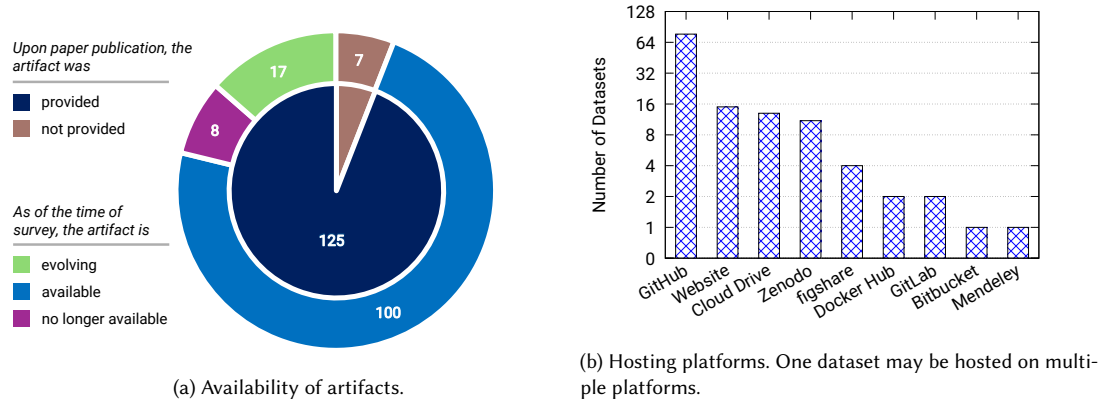 Upon paper publication, the
artifact was
provided
not provided
As of the time of
survey, the artifact is
evolving
available
no longer available
7
17
8
125
100
(a) Availability of artifacts.
Number of Datasets
128
64
32
16
8
4
2
1
0
GitHub
Website
Cloud Drive
Zenodo
figshare
Docker Hub
GitLab
Bitbucket
Mendeley
(b) Hosting platforms. One dataset may be hosted on multi-
ple platforms.